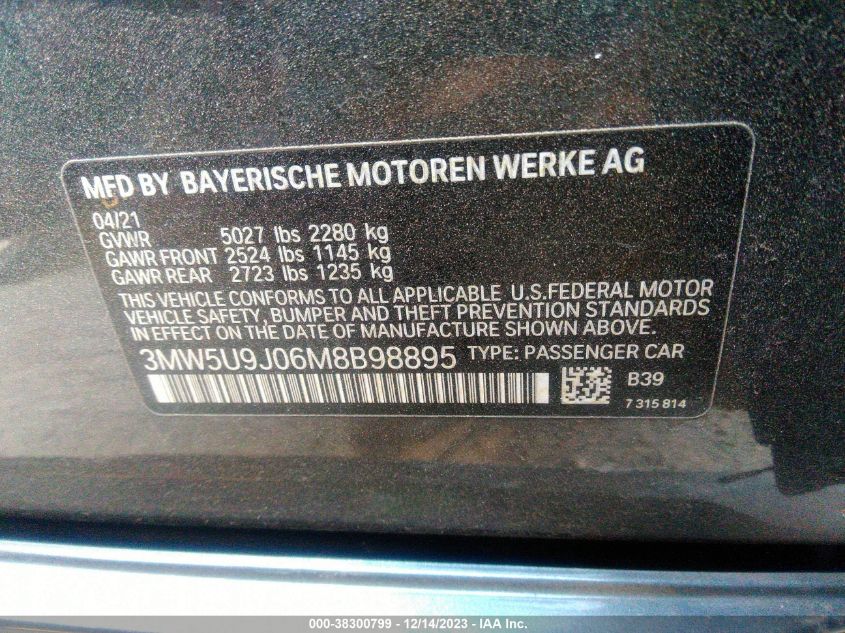 MFD BY BAYERISCHE MOTOREN WERKE AG
04/21
GVWR 5027 lbs 2280 kg
GAWR FRONT 2524 lbs 1145 kg
GAWR REAR 2723 lbs 1235 kg
THIS VEHICLE CONFORMS TO ALL APPLICABLE U.S.FEDERAL MOTOR
VEHICLE SAFETY, BUMPER AND THEFT PREVENTION STANDARDS
IN EFFECT ON THE DATE OF MANUFACTURE SHOWN ABOVE.
3MW5U9J06M8B98895 TYPE: PASSENGER CAR
B39
7 315 814
000-38300799 - 12/14/2023 - IAA Inc.